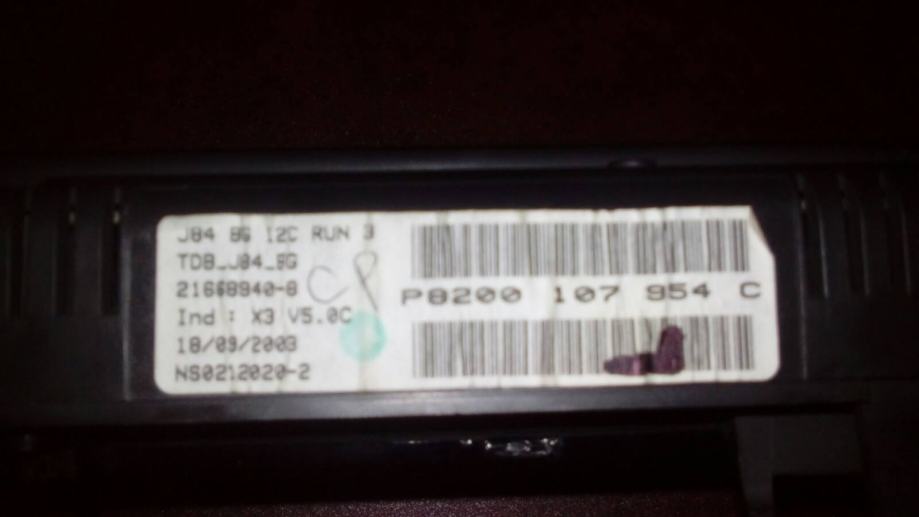 J84 BG I2C RUN 3
TDB_J84_BG
21668940-8
Ind : X3 V5.0C
18/09/2003
NS0212020-2
CP
P8200 107 954 C